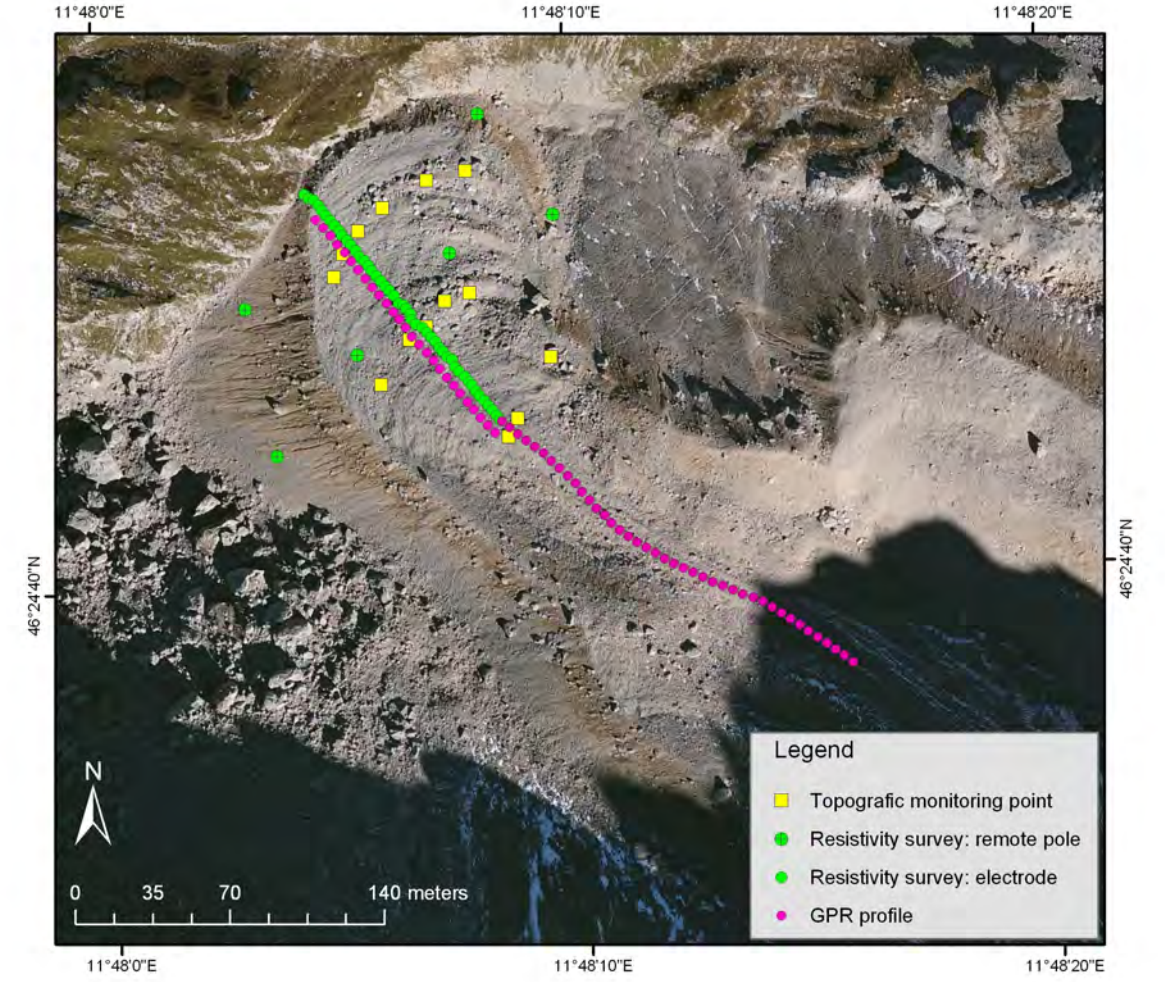 11°48'0"E 11°48'10"E 11°48'20"E
46°24'40"N
46°24'40"N
N
0 35 70 140 meters
Legend
Topografic monitoring point
Resistivity survey: remote pole
Resistivity survey: electrode
GPR profile
11°48'0"E 11°48'10"E 11°48'20"E